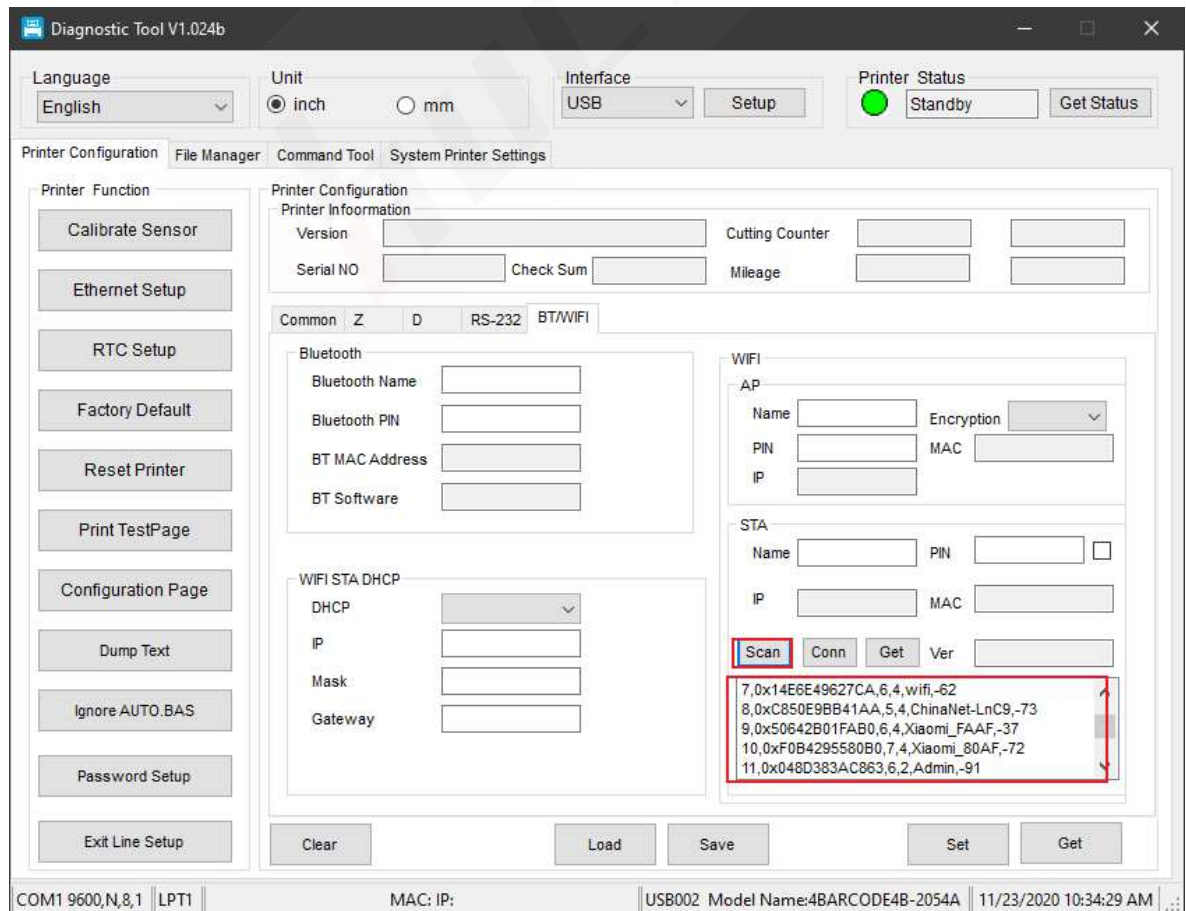 Diagnostic Tool V1.024b
Language
Unit
Interface
Printer Status
English
inch
mm
USB
Setup
Standby
Get Status
Printer Configuration File Manager Command Tool System Printer Settings
Printer Function
Calibrate Sensor
Ethernet Setup
RTC Setup
Factory Default
Reset Printer
Print TestPage
Configuration Page
Dump Text
Ignore AUTO.BAS
Password Setup
Exit Line Setup
Printer Configuration
Printer Infoormation
Version
Cutting Counter
Serial NO
Check Sum
Mileage
Common Z D RS-232 BT/WIFI
Bluetooth
Bluetooth Name
Bluetooth PIN
BT MAC Address
BT Software
WIFI STA DHCP
DHCP
IP
Mask
Gateway
WIFI
AP
Name
Encryption
PIN
MAC
IP
STA
Name
PIN
IP
MAC
Scan
Conn
Get
Ver
7,0x14E6E49627CA,6,4,wifi,-62
8,0xC850E9BB41AA,5,4,ChinaNet-LnC9,-73
9,0x50642B01FAB0,6,4,Xiaomi_FAAF,-37
10,0xF0B4295580B0,7,4,Xiaomi_80AF,-72
11,0x048D383AC863,6,2,Admin,-91
Clear
Load
Save
Set
Get
COM1 9600,N,8,1 LPT1 MAC: IP: USB002 Model Name:4BARCODE4B-2054A 11/23/2020 10:34:29 AM